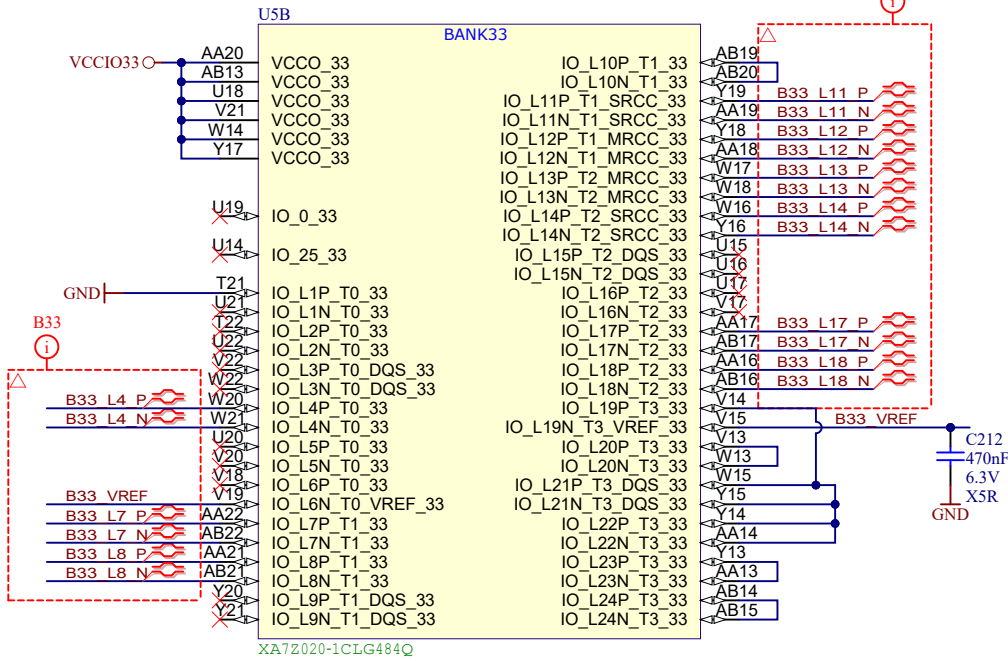 U5B
BANK33
VCCIO33
AA20 VCCO_33
AB13 VCCO_33
U18 VCCO_33
V21 VCCO_33
W14 VCCO_33
Y17 VCCO_33
U19 IO_0_33
U14 IO_25_33
GND T21 IO_L1P_T0_33
U21 IO_L1N_T0_33
T22 IO_L2P_T0_33
U22 IO_L2N_T0_33
V22 IO_L3P_T0_DQS_33
W22 IO_L3N_T0_DQS_33
B33
i
B33_L4_P W20 IO_L4P_T0_33
B33_L4_N W21 IO_L4N_T0_33
U20 IO_L5P_T0_33
V20 IO_L5N_T0_33
V18 IO_L6P_T0_33
B33_VREF V19 IO_L6N_T0_VREF_33
B33_L7_P AA22 IO_L7P_T1_33
B33_L7_N AB22 IO_L7N_T1_33
B33_L8_P AA21 IO_L8P_T1_33
B33_L8_N AB21 IO_L8N_T1_33
Y20 IO_L9P_T1_DQS_33
Y21 IO_L9N_T1_DQS_33
i
IO_L10P_T1_33 AB19
IO_L10N_T1_33 AB20
IO_L11P_T1_SRCC_33 Y19 B33_L11_P
IO_L11N_T1_SRCC_33 AA19 B33_L11_N
IO_L12P_T1_MRCC_33 Y18 B33_L12_P
IO_L12N_T1_MRCC_33 AA18 B33_L12_N
IO_L13P_T2_MRCC_33 W17 B33_L13_P
IO_L13N_T2_MRCC_33 W18 B33_L13_N
IO_L14P_T2_SRCC_33 W16 B33_L14_P
IO_L14N_T2_SRCC_33 Y16 B33_L14_N
IO_L15P_T2_DQS_33 U15
IO_L15N_T2_DQS_33 U16
IO_L16P_T2_33 U17
IO_L16N_T2_33 V17
IO_L17P_T2_33 AA17 B33_L17_P
IO_L17N_T2_33 AB17 B33_L17_N
IO_L18P_T2_33 AA16 B33_L18_P
IO_L18N_T2_33 AB16 B33_L18_N
IO_L19P_T3_33 V14
IO_L19N_T3_VREF_33 V15 B33_VREF
IO_L20P_T3_33 V13
IO_L20N_T3_33 W13
IO_L21P_T3_DQS_33 W15
IO_L21N_T3_DQS_33 Y15
IO_L22P_T3_33 Y14
IO_L22N_T3_33 AA14
IO_L23P_T3_33 Y13
IO_L23N_T3_33 AA13
IO_L24P_T3_33 AB14
IO_L24N_T3_33 AB15
C212
470nF
6.3V
X5R
GND
XA7Z020-1CLG484Q